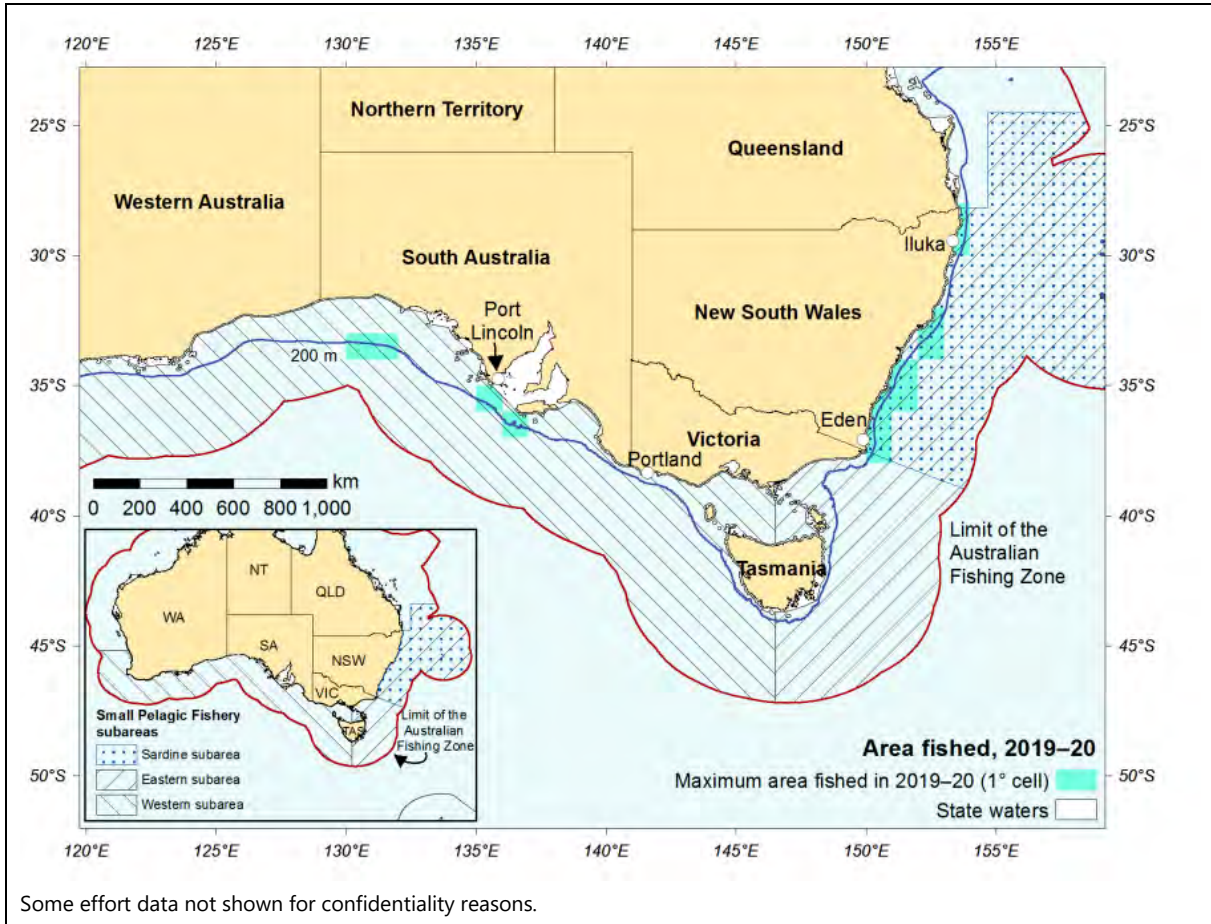 120°E 125°E 130°E 135°E 140°E 145°E 150°E 155°E
Northern Territory
25°S 25°S
Queensland
Western Australia
30°S 30°S
Iluka
South Australia
Port
Lincoln
New South Wales
200 m
35°S 35°S
Eden
Victoria
Portland
km
0 200 400 600 800 1,000
40°S 40°S
Limit of the
Australian
Fishing Zone
Tasmania
45°S 45°S
NT
QLD
WA
SA
NSW
VIC
TAS
Small Pelagic Fishery
subareas
Limit of the
Australian
Fishing Zone
Sardine subarea
Eastern subarea
Western subarea
Area fished, 2019–20
Maximum area fished in 2019–20 (1° cell)
State waters
50°S 50°S
120°E 125°E 130°E 135°E 140°E 145°E 150°E 155°E
Some effort data not shown for confidentiality reasons.